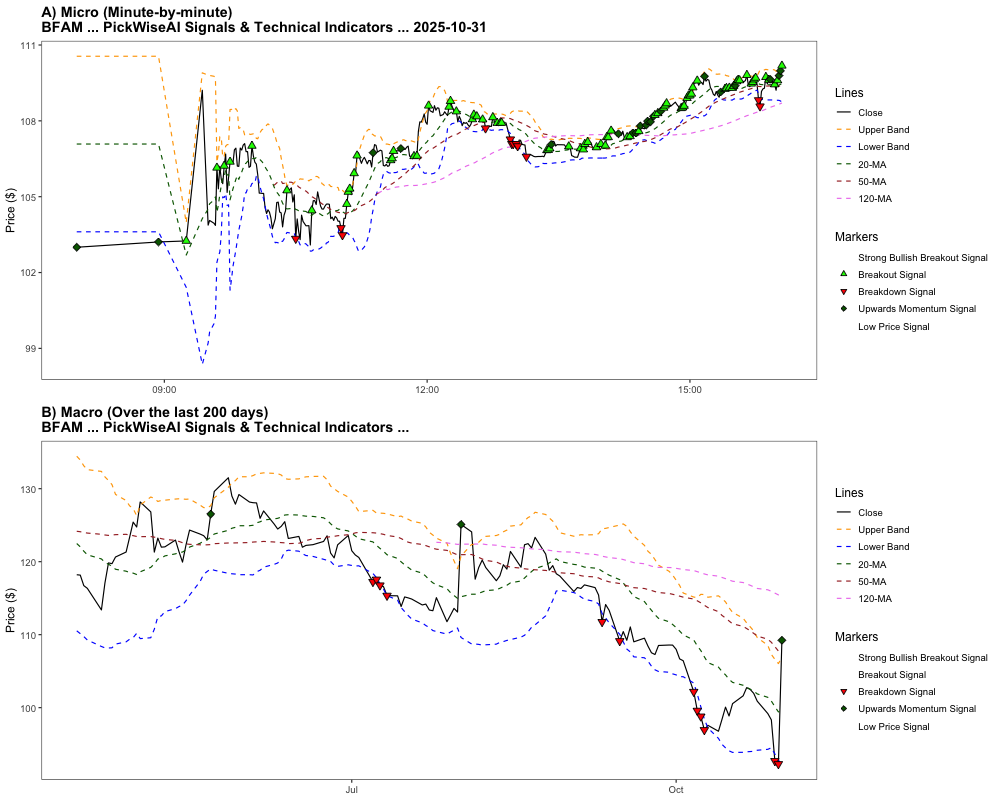 A) Micro (Minute-by-minute)
BFAM ... PickWiseAI Signals & Technical Indicators ... 2025-10-31
111
108
105
102
99
Price ($)
09:00
12:00
15:00
Lines
Close
Upper Band
Lower Band
20-MA
50-MA
120-MA
Markers
Strong Bullish Breakout Signal
Breakout Signal
Breakdown Signal
Upwards Momentum Signal
Low Price Signal
B) Macro (Over the last 200 days)
BFAM ... PickWiseAI Signals & Technical Indicators ...
130
120
110
100
Price ($)
Jul
Oct
Lines
Close
Upper Band
Lower Band
20-MA
50-MA
120-MA
Markers
Strong Bullish Breakout Signal
Breakout Signal
Breakdown Signal
Upwards Momentum Signal
Low Price Signal